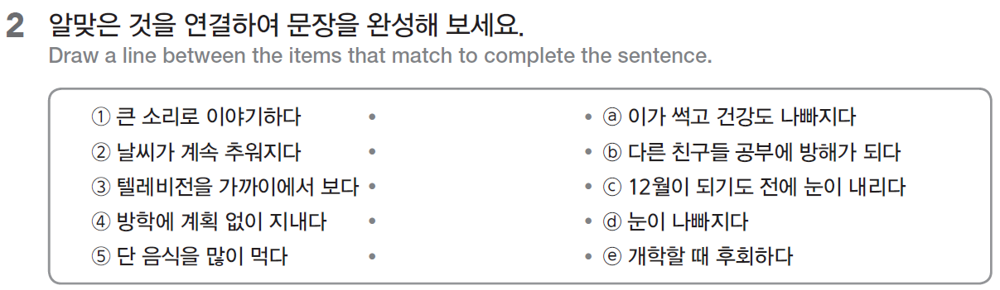 2 알맞은 것을 연결하여 문장을 완성해 보세요.
Draw a line between the items that match to complete the sentence.
① 큰 소리로 이야기하다 • • ⓐ 이가 썩고 건강도 나빠지다
② 날씨가 계속 추워지다 • • ⓑ 다른 친구들 공부에 방해가 되다
③ 텔레비전을 가까이에서 보다 • • ⓒ 12월이 되기도 전에 눈이 내리다
④ 방학에 계획 없이 지내다 • • ⓓ 눈이 나빠지다
⑤ 단 음식을 많이 먹다 • • ⓔ 개학할 때 후회하다